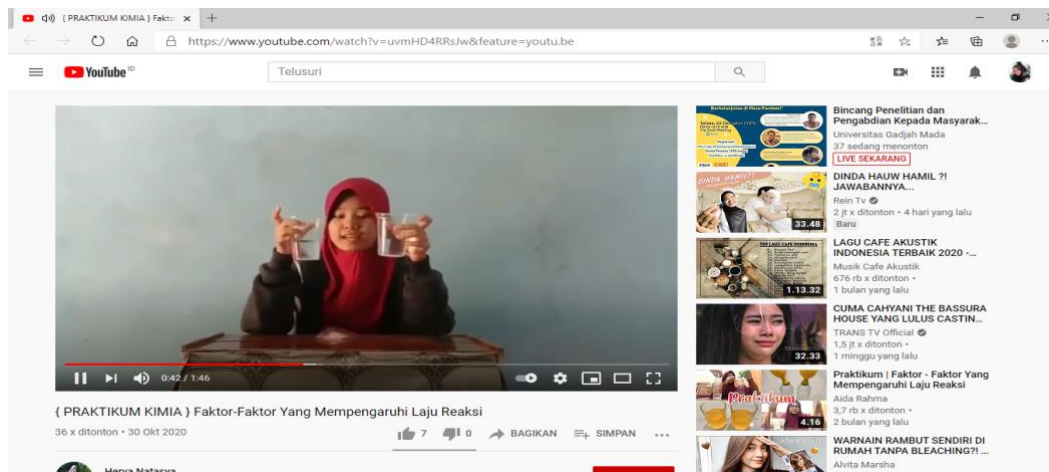 { PRAKTIKUM KIMIA } Fakto
https://www.youtube.com/watch?v=uvmHD4RRsJw&feature=youtu.be
YouTube ID
Telusuri
0:42 / 1:46
{ PRAKTIKUM KIMIA } Faktor-Faktor Yang Mempengaruhi Laju Reaksi
36 x ditonton • 30 Okt 2020
7
0
BAGIKAN
SIMPAN
Herya Natasya
Bincang Penelitian dan
Pengabdian Kepada Masyarak...
Universitas Gadjah Mada
37 sedang menonton
LIVE SEKARANG
DINDA HAMIL?!
33.48
DINDA HAUW HAMIL ?!
JAWABANNYA...
Rein Tv
2 jt x ditonton • 4 hari yang lalu
Baru
TOP LAGU CAFE INDONESIA
1.13.32
LAGU CAFE AKUSTIK
INDONESIA TERBAIK 2020 -...
Musik Cafe Akustik
676 rb x ditonton •
1 bulan yang lalu
32.33
CUMA CAHYANI THE BASSURA
HOUSE YANG LULUS CASTIN...
TRANS TV Official
1,5 jt x ditonton •
1 minggu yang lalu
Praktikum
4.16
Praktikum | Faktor - Faktor Yang
Mempengaruhi Laju Reaksi
Aida Rahma
3,7 rb x ditonton •
2 bulan yang lalu
WARNAIN RAMBUT SENDIRI DI
RUMAH TANPA BLEACHING?! ...
Alvita Marsha